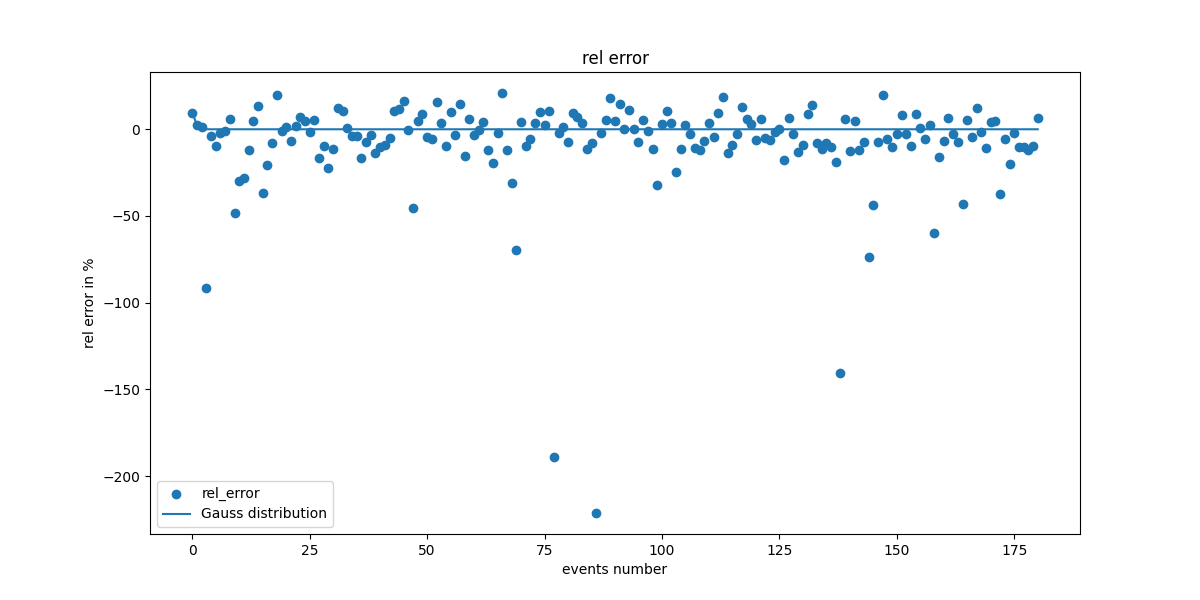 rel error
rel error in %
0
−50
−100
−150
−200
rel_error
Gauss distribution
0
25
50
75
100
125
150
175
events number